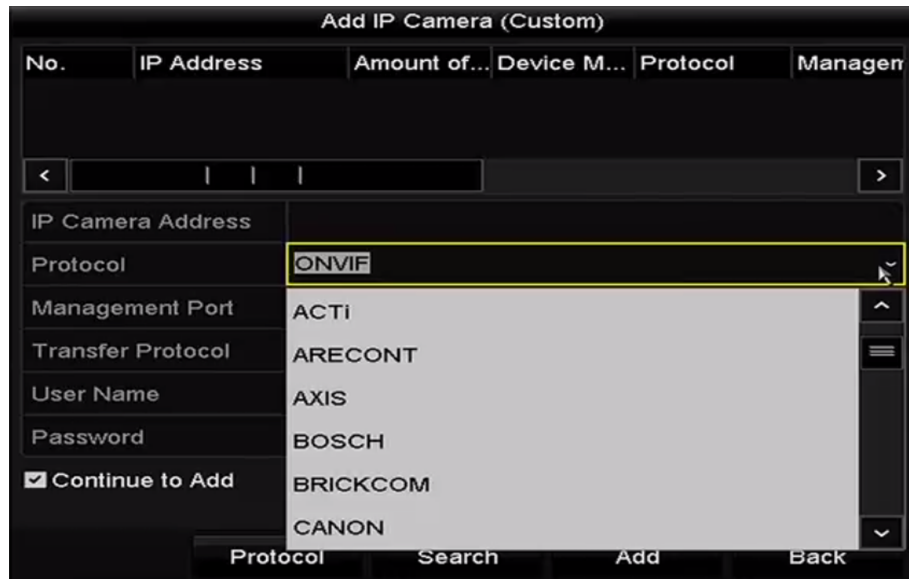 Add IP Camera (Custom)
No. IP Address Amount of... Device M... Protocol Managem
IP Camera Address
Protocol ONVIF
Management Port ACTi
Transfer Protocol ARECONT
User Name AXIS
Password BOSCH
Continue to Add BRICKCOM
CANON
Protocol Search Add Back